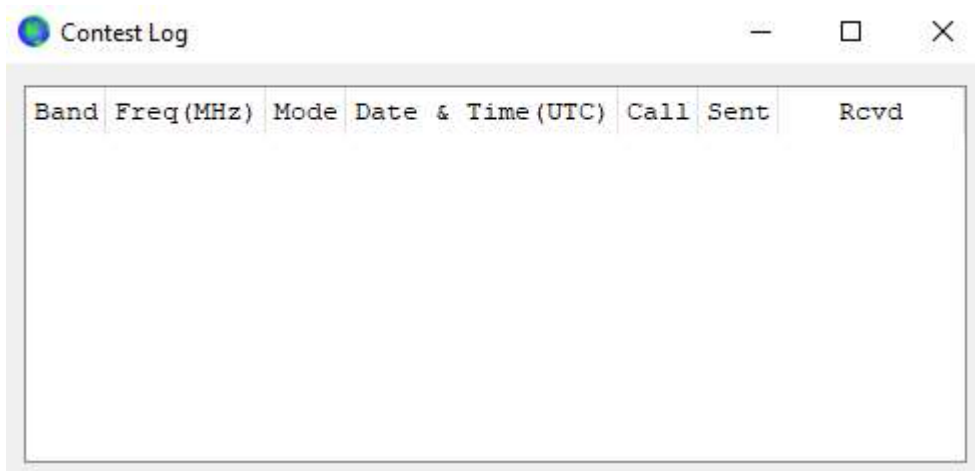 Contest Log
Band Freq(MHz) Mode Date & Time(UTC) Call Sent Rcvd